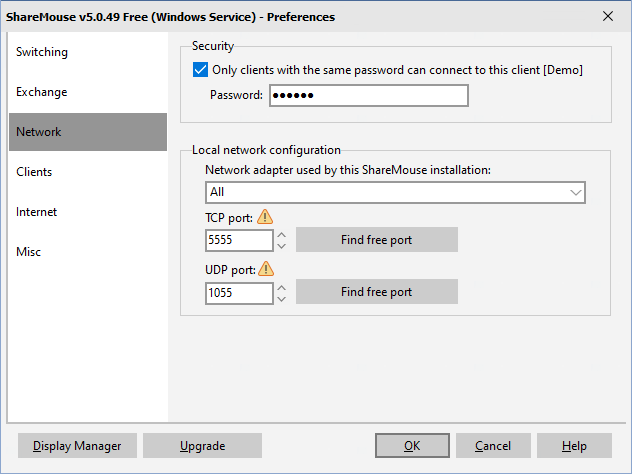 ShareMouse v5.0.49 Free (Windows Service) - Preferences
Switching
Exchange
Network
Clients
Internet
Misc
Security
Only clients with the same password can connect to this client [Demo]
Password: ●●●●●●
Local network configuration
Network adapter used by this ShareMouse installation:
All
TCP port:
5555
Find free port
UDP port:
1055
Find free port
Display Manager
Upgrade
OK
Cancel
Help